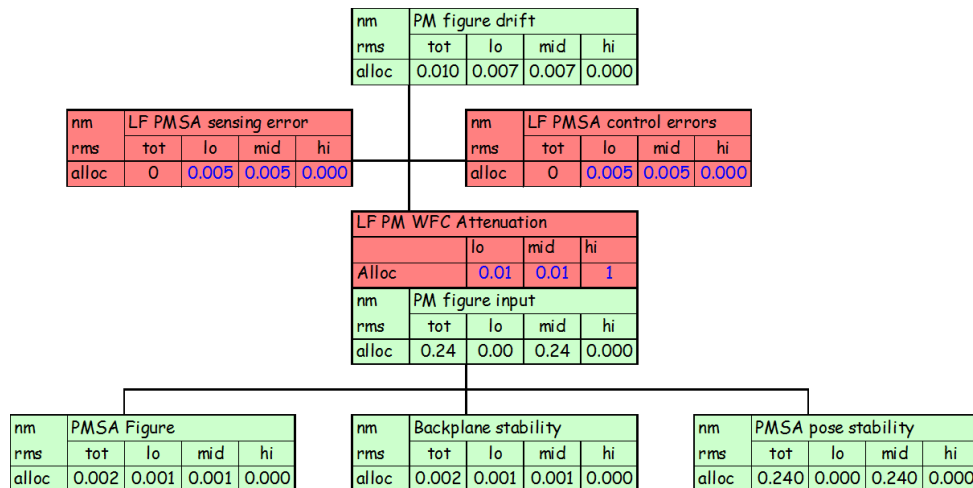 nm PM figure drift
rms tot lo mid hi
alloc 0.010 0.007 0.007 0.000
nm LF PMSA sensing error
rms tot lo mid hi
alloc 0 0.005 0.005 0.000
nm LF PMSA control errors
rms tot lo mid hi
alloc 0 0.005 0.005 0.000
LF PM WFC Attenuation
lo mid hi
Alloc 0.01 0.01 1
nm PM figure input
rms tot lo mid hi
alloc 0.24 0.00 0.24 0.000
nm PMSA Figure
rms tot lo mid hi
alloc 0.002 0.001 0.001 0.000
nm Backplane stability
rms tot lo mid hi
alloc 0.002 0.001 0.001 0.000
nm PMSA pose stability
rms tot lo mid hi
alloc 0.240 0.000 0.240 0.000